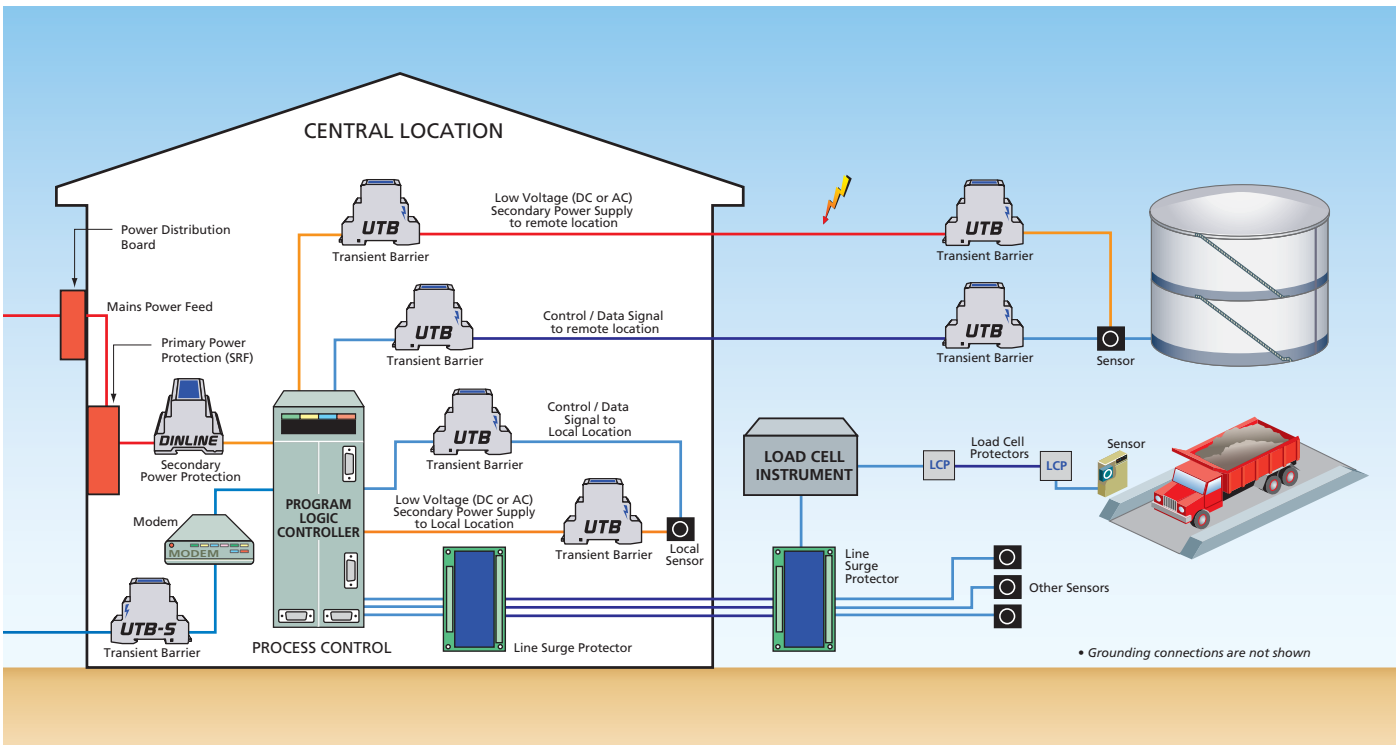 CENTRAL LOCATION
Power Distribution
Board
Mains Power Feed
Primary Power
Protection (SRF)
DINLINE
Secondary
Power Protection
Modem
MODEM
UTB-S
Transient Barrier
PROGRAM
LOGIC
CONTROLLER
PROCESS CONTROL
UTB
Transient Barrier
Low Voltage (DC or AC)
Secondary Power Supply
to remote location
UTB
Transient Barrier
UTB
Transient Barrier
Control / Data Signal
to remote location
UTB
Transient Barrier
Sensor
UTB
Transient Barrier
Control / Data
Signal to
Local Location
Low Voltage (DC or AC)
Secondary Power Supply
to Local Location
UTB
Transient Barrier
Local
Sensor
Line Surge Protector
LOAD CELL
INSTRUMENT
LCP
Load Cell
Protectors
LCP
Sensor
Line
Surge
Protector
Other Sensors
• Grounding connections are not shown